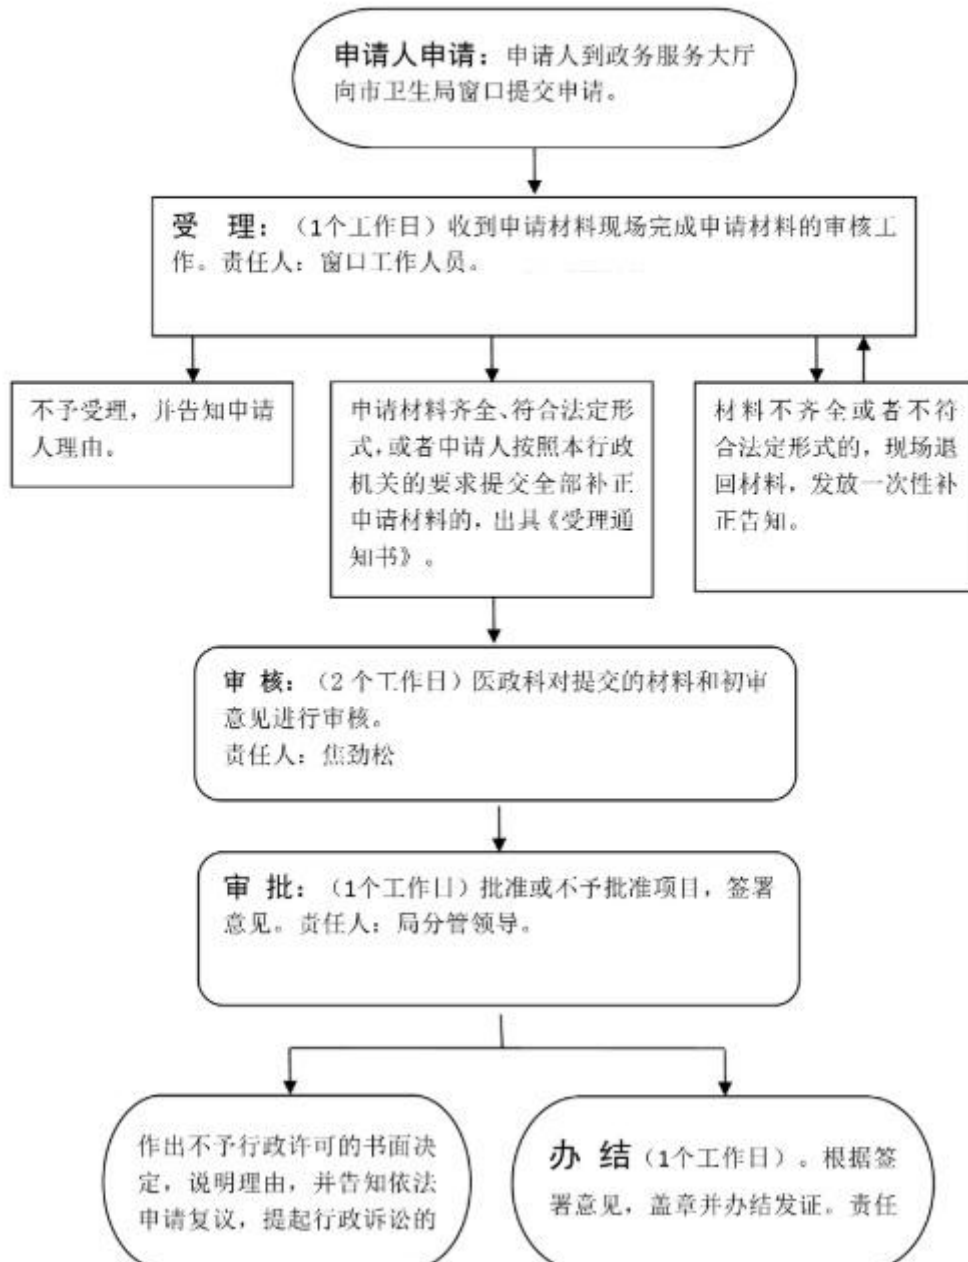 申请人申请：申请人到政务服务大厅
向市卫生局窗口提交申请。
受 理：（1个工作日）收到申请材料现场完成申请材料的审核工
作。责任人：窗口工作人员。
不予受理，并告知申请
人理由。
申请材料齐全、符合法定形
式，或者申请人按照本行政
机关的要求提交全部补正
申请材料的，出具《受理通
知书》。
材料不齐全或者不符
合法定形式的，现场退
回材料，发放一次性补
正告知。
审 核：（2个工作日）医政科对提交的材料和初审
意见进行审核。
责任人：焦劲松
审 批：（1个工作日）批准或不予批准项目，签署
意见。责任人：局分管领导。
作出不予行政许可的书面决
定，说明理由，并告知依法
申请复议，提起行政诉讼的
办 结（1个工作日）。根据签
署意见，盖章并办结发证。责任